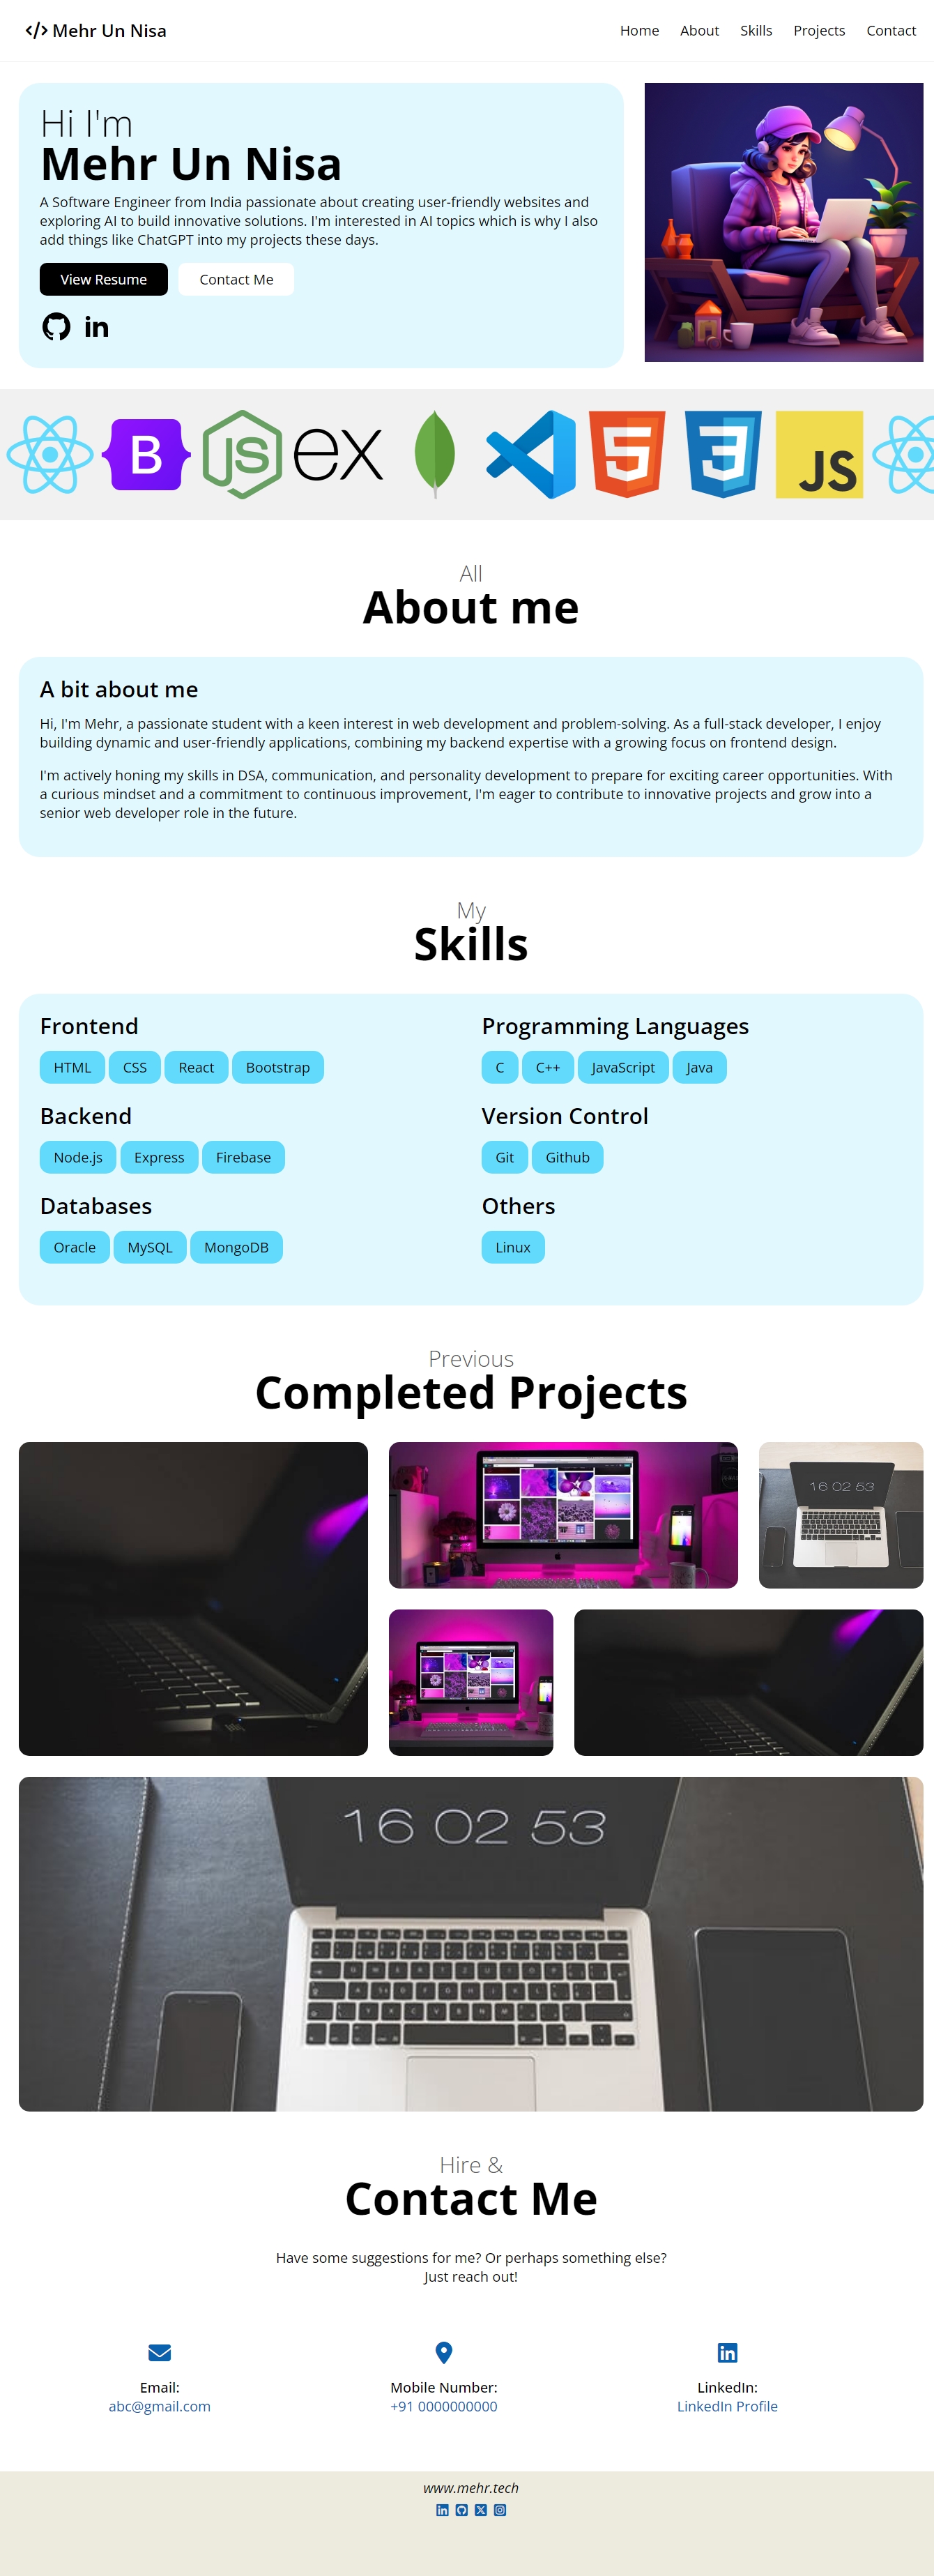 </> Mehr Un Nisa
Home About Skills Projects Contact
Hi I'm
Mehr Un Nisa
A Software Engineer from India passionate about creating user-friendly websites and
exploring AI to build innovative solutions. I'm interested in AI topics which is why I also
add things like ChatGPT into my projects these days.
View Resume Contact Me
in
B JS ex 5 3 JS
All
About me
A bit about me
Hi, I'm Mehr, a passionate student with a keen interest in web development and problem-solving. As a full-stack developer, I enjoy
building dynamic and user-friendly applications, combining my backend expertise with a growing focus on frontend design.
I'm actively honing my skills in DSA, communication, and personality development to prepare for exciting career opportunities. With
a curious mindset and a commitment to continuous improvement, I'm eager to contribute to innovative projects and grow into a
senior web developer role in the future.
My
Skills
Frontend
HTML CSS React Bootstrap
Programming Languages
C C++ JavaScript Java
Backend
Node.js Express Firebase
Version Control
Git Github
Databases
Oracle MySQL MongoDB
Others
Linux
Previous
Completed Projects
16 02 53
16 02 53
Hire &
Contact Me
Have some suggestions for me? Or perhaps something else?
Just reach out!
Email:
abc@gmail.com
Mobile Number:
+91 0000000000
LinkedIn:
LinkedIn Profile
www.mehr.tech